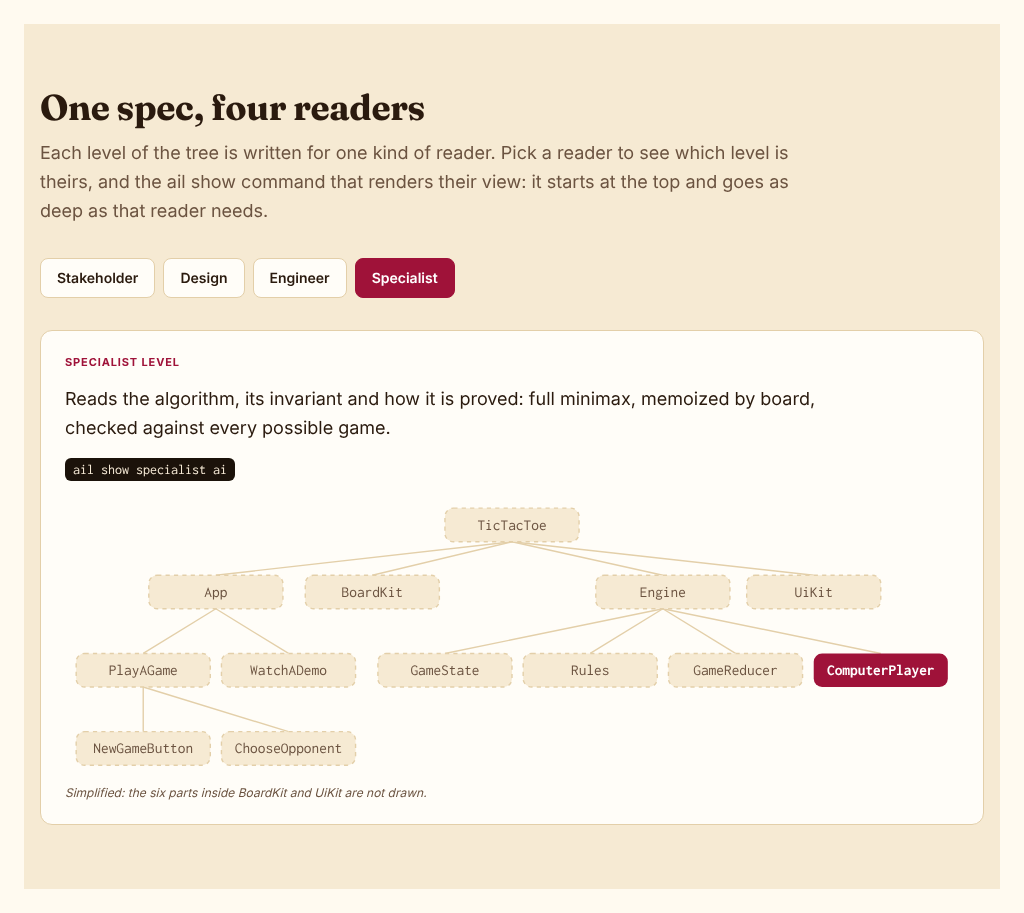 One spec, four readers
Each level of the tree is written for one kind of reader. Pick a reader to see which level is
theirs, and the ail show command that renders their view: it starts at the top and goes as
deep as that reader needs.
Stakeholder Design Engineer Specialist
SPECIALIST LEVEL
Reads the algorithm, its invariant and how it is proved: full minimax, memoized by board,
checked against every possible game.
ail show specialist ai
TicTacToe
App BoardKit Engine UiKit
PlayAGame WatchADemo GameState Rules GameReducer ComputerPlayer
NewGameButton ChooseOpponent
Simplified: the six parts inside BoardKit and UiKit are not drawn.